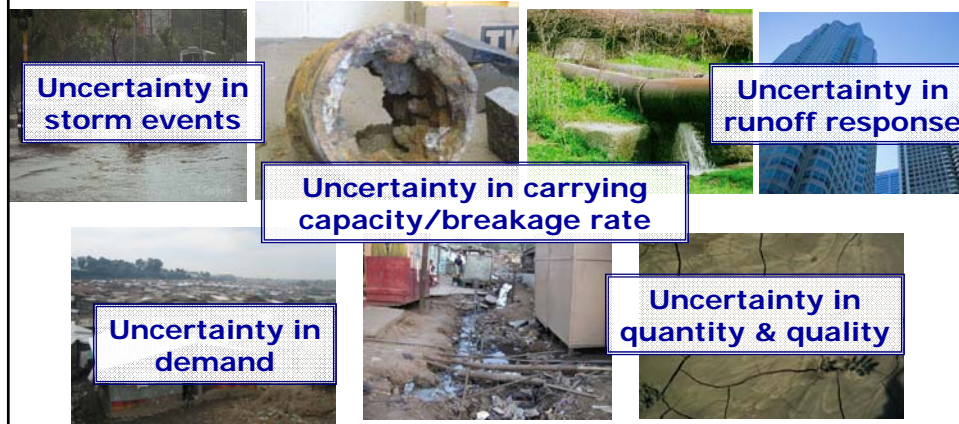 Uncertainty in
storm events
Uncertainty in
runoff response
Uncertainty in carrying
capacity/breakage rate
Uncertainty in
demand
Uncertainty in
quantity & quality